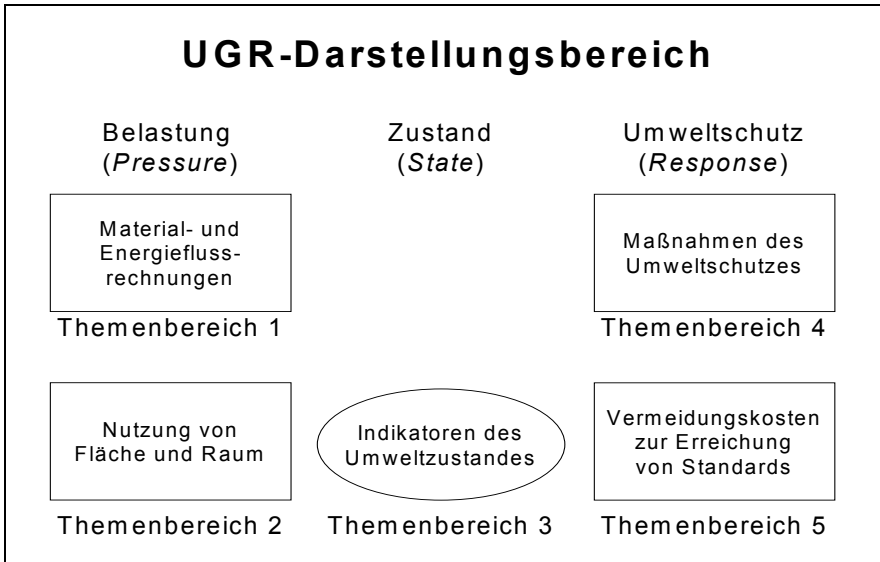 UGR-Darstellungsbereich
Belastung
(Pressure)
Zustand
(State)
Umweltschutz
(Response)
Material- und
Energiefluss-
rechnungen
Maßnahmen des
Umweltschutzes
Themenbereich 1
Themenbereich 4
Nutzung von
Fläche und Raum
Indikatoren des
Umweltzustandes
Vermeidungskosten
zur Erreichung
von Standards
Themenbereich 2
Themenbereich 3
Themenbereich 5